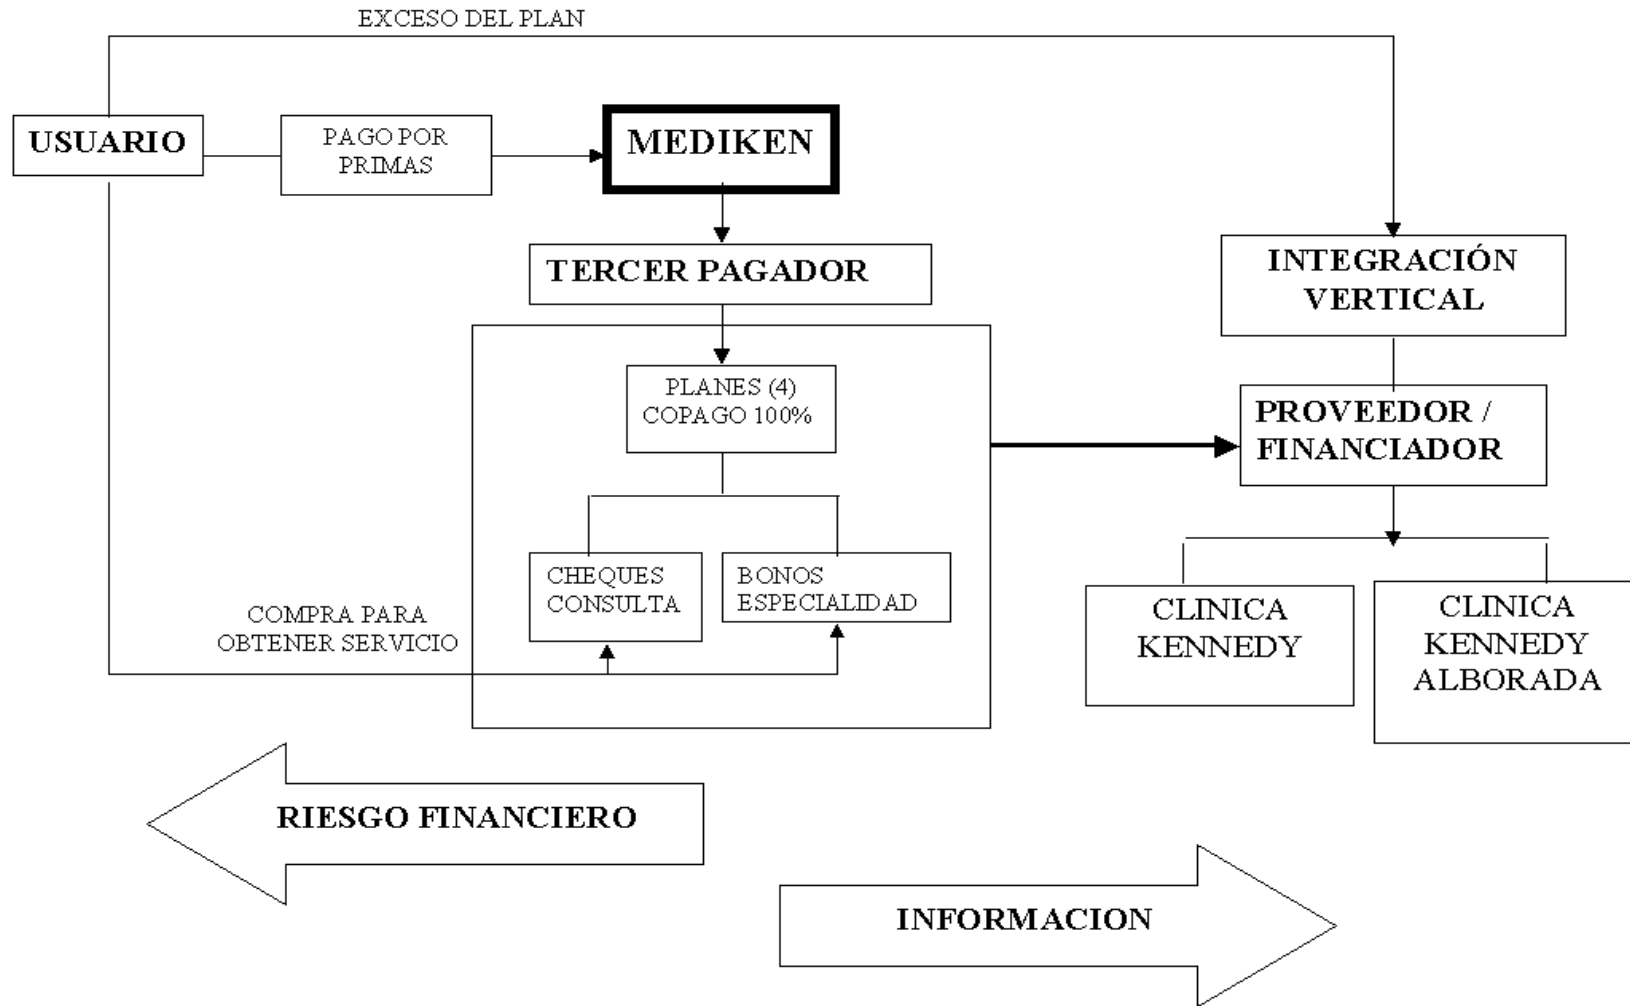 EXCESO DEL PLAN
USUARIO
PAGO POR
PRIMAS
MEDIKEN
TERCER PAGADOR
INTEGRACIÓN
VERTICAL
PLANES (4)
COPAGO 100%
PROVEEDOR /
FINANCIADOR
CHEQUES
CONSULTA
BONOS
ESPECIALIDAD
COMPRA PARA
OBTENER SERVICIO
CLINICA
KENNEDY
CLINICA
KENNEDY
ALBORADA
RIESGO FINANCIERO
INFORMACION